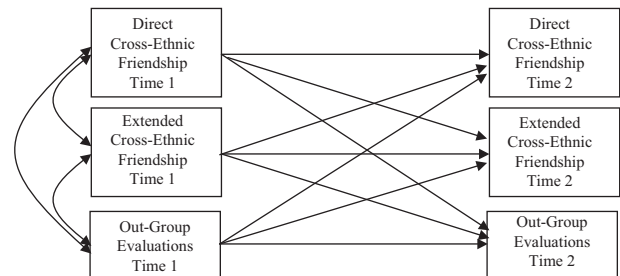 Direct
Cross-Ethnic
Friendship
Time 1
Direct
Cross-Ethnic
Friendship
Time 2
Extended
Cross-Ethnic
Friendship
Time 1
Extended
Cross-Ethnic
Friendship
Time 2
Out-Group
Evaluations
Time 1
Out-Group
Evaluations
Time 2